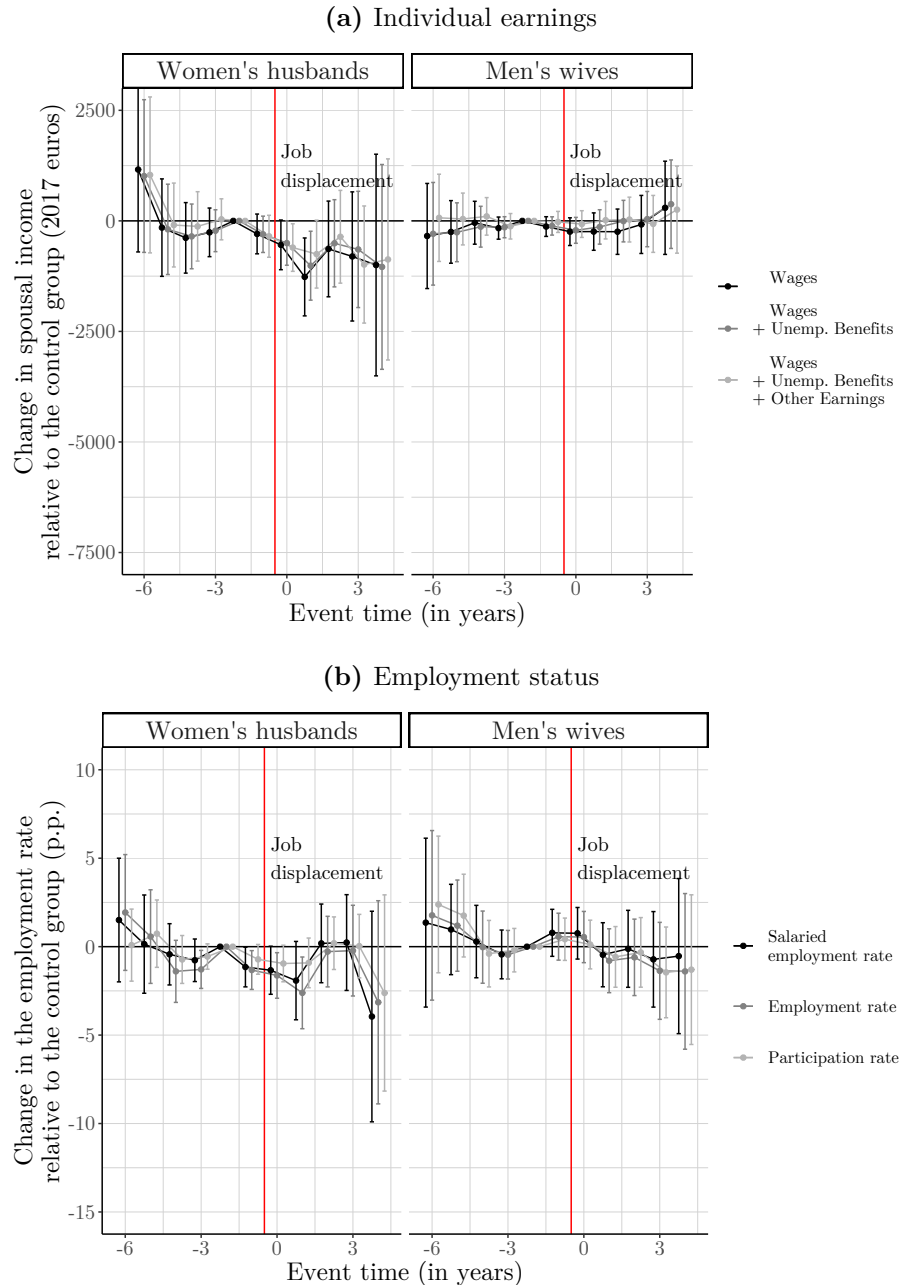 (a) Individual earnings
Women's husbands
Men's wives
Change in spousal income
relative to the control group (2017 euros)
2500
0
-2500
-5000
-7500
Job
displacement
Job
displacement
-6
-3
0
3
-6
-3
0
3
Event time (in years)
Wages
Wages
+ Unemp. Benefits
Wages
+ Unemp. Benefits
+ Other Earnings
(b) Employment status
Women's husbands
Men's wives
Change in the employment rate
relative to the control group (p.p.)
10
5
0
-5
-10
-15
Job
displacement
Job
displacement
-6
-3
0
3
-6
-3
0
3
Event time (in years)
Salaried
employment rate
Employment rate
Participation rate